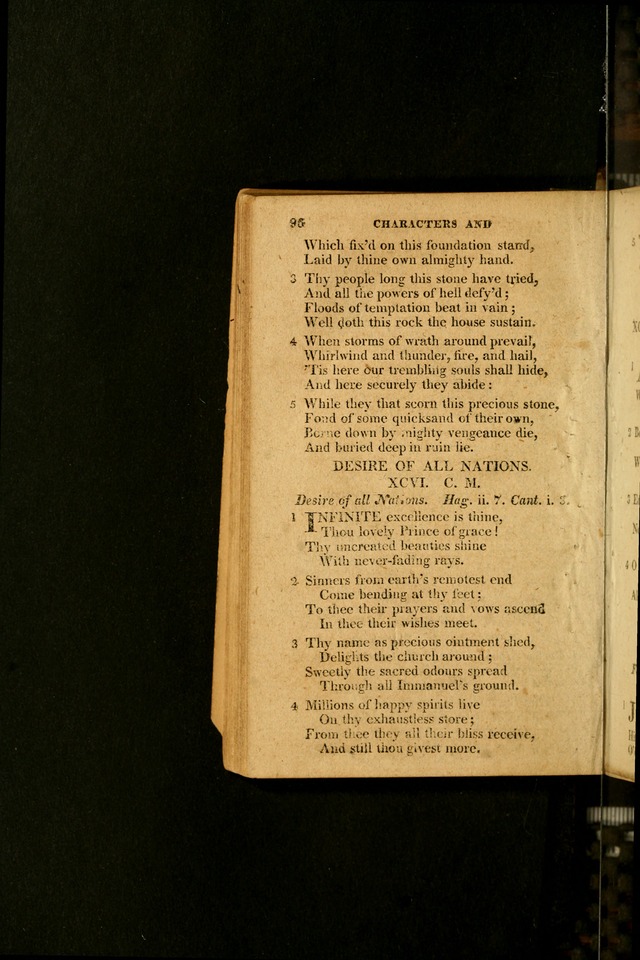 96 CHARACTERS AND
Which fix'd on this foundation stand,
Laid by thine own almighty hand.
3 Thy people long this stone have tried,
And all the powers of hell defy'd;
Floods of temptation beat in vain;
Well doth this rock the house sustain.
4 When storms of wrath around prevail,
Whirlwind and thunder, fire, and hail,
'Tis here our trembling souls shall hide,
And here securely they abide:
5 While they that scorn this precious stone,
Fond of some quicksand of their own,
Borne down by mighty vengeance die,
And buried deep in ruin lie.
DESIRE OF ALL NATIONS.
XCVI. C. M.
Desire of all Nations. Hag. ii. 7. Cant. i. 3.
1 INFINITE excellence is thine,
Thou lovely Prince of grace!
Thy uncreated beauties shine
With never-fading rays.
2 Sinners from earth's remotest end
Come bending at thy feet;
To thee their prayers and vows ascend
In thee their wishes meet.
3 Thy name as precious ointment shed,
Delights the church around;
Sweetly the sacred odours spread
Through all Immanuel's ground.
4 Millions of happy spirits live
On thy exhaustless store;
From thee they all their bliss receive,
And still thou givest more.